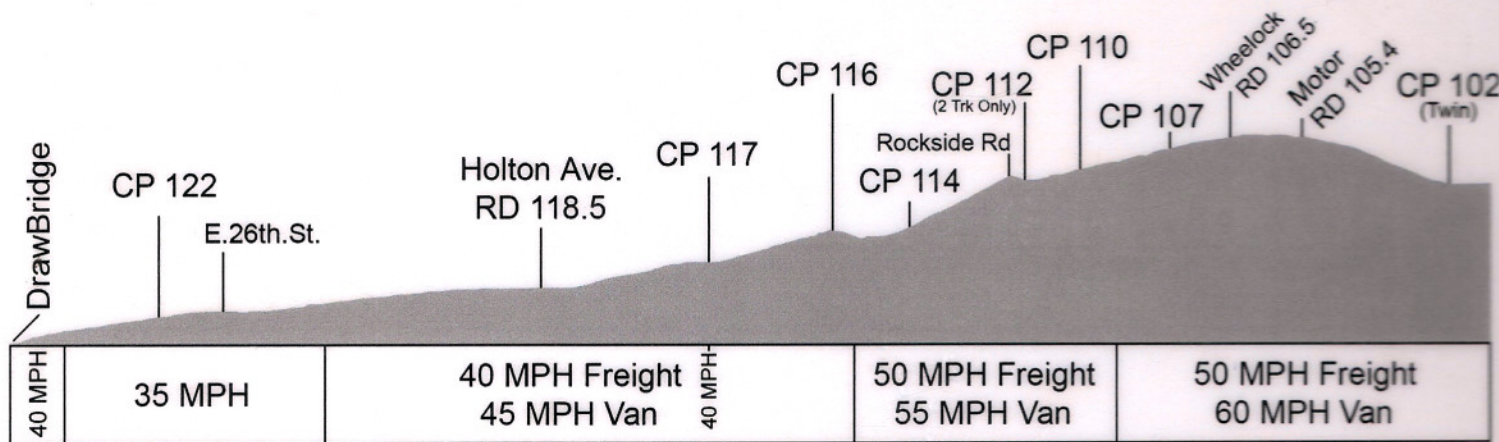 DrawBridge
CP 122
E.26th.St.
Holton Ave.
RD 118.5
CP 117
CP 116
CP 114
Rockside Rd
CP 112
(2 Trk Only)
CP 110
CP 107
Wheelock
RD 106.5
Motor
RD 105.4
CP 102
(Twin)
40 MPH
35 MPH
40 MPH Freight
45 MPH Van
40 MPH
50 MPH Freight
55 MPH Van
50 MPH Freight
60 MPH Van